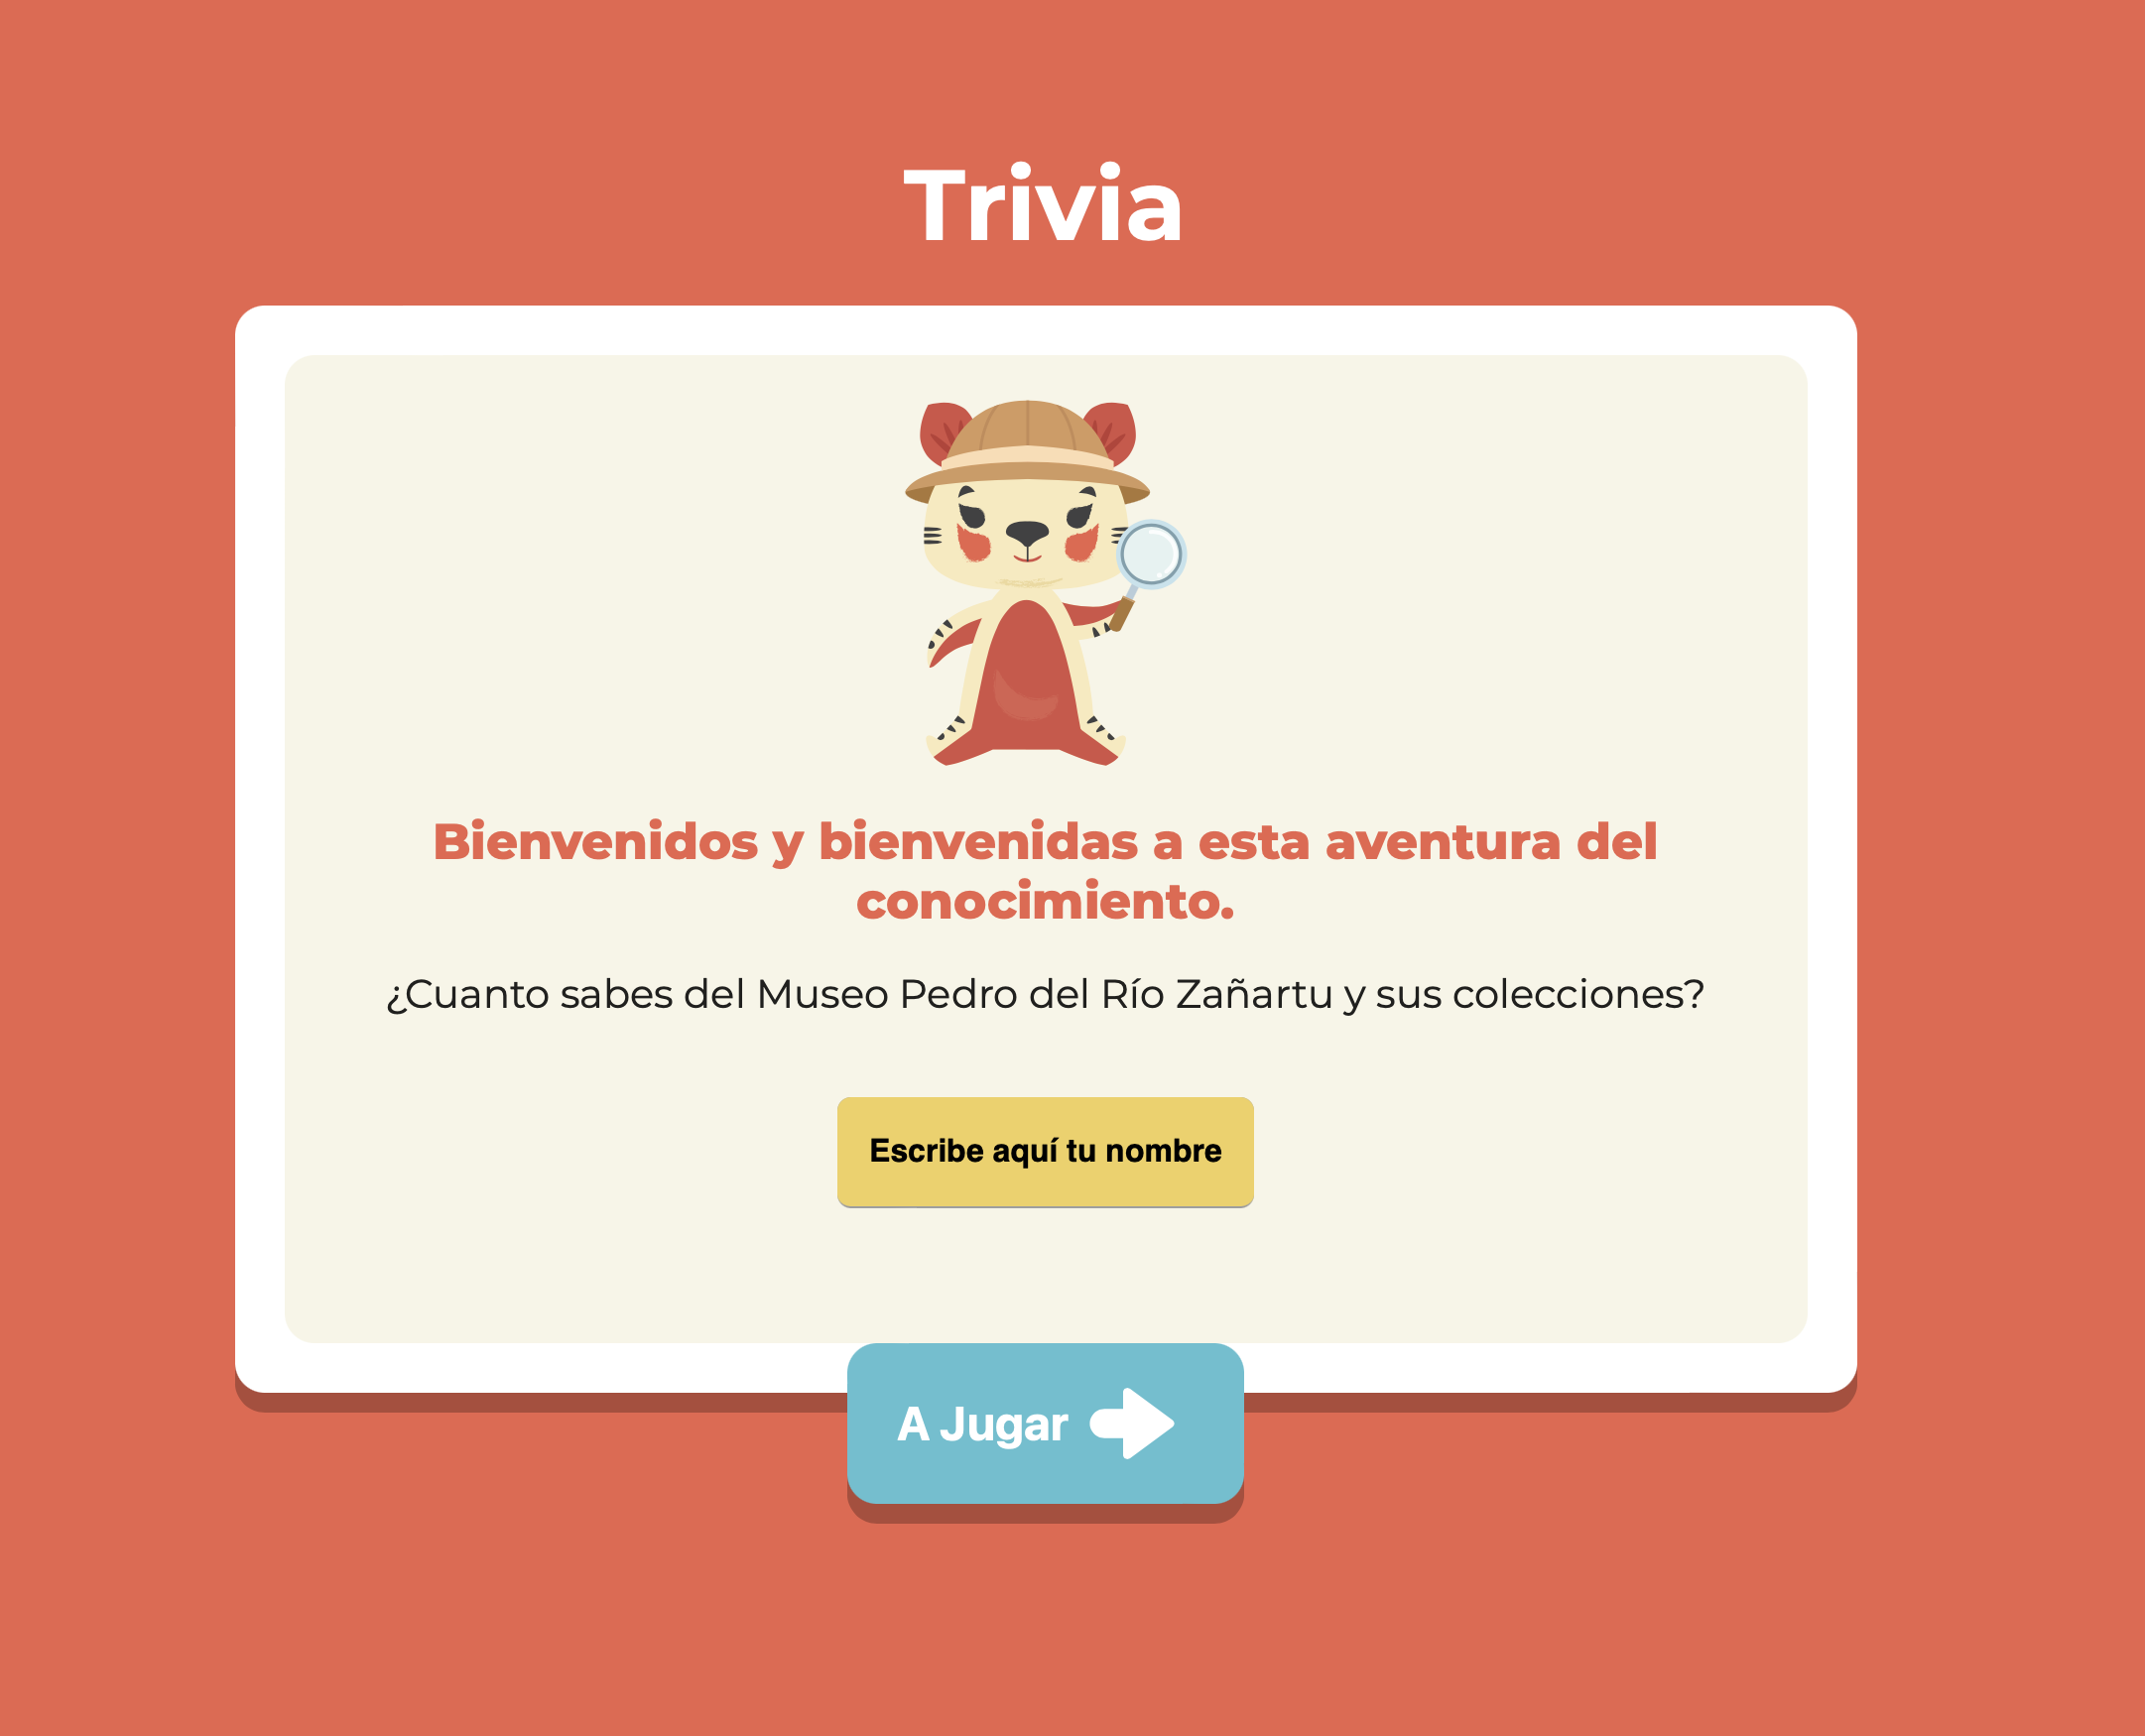 Trivia
Bienvenidos y bienvenidas a esta aventura del
conocimiento.
¿Cuanto sabes del Museo Pedro del Río Zañartu y sus colecciones?
Escribe aquí tu nombre
A Jugar